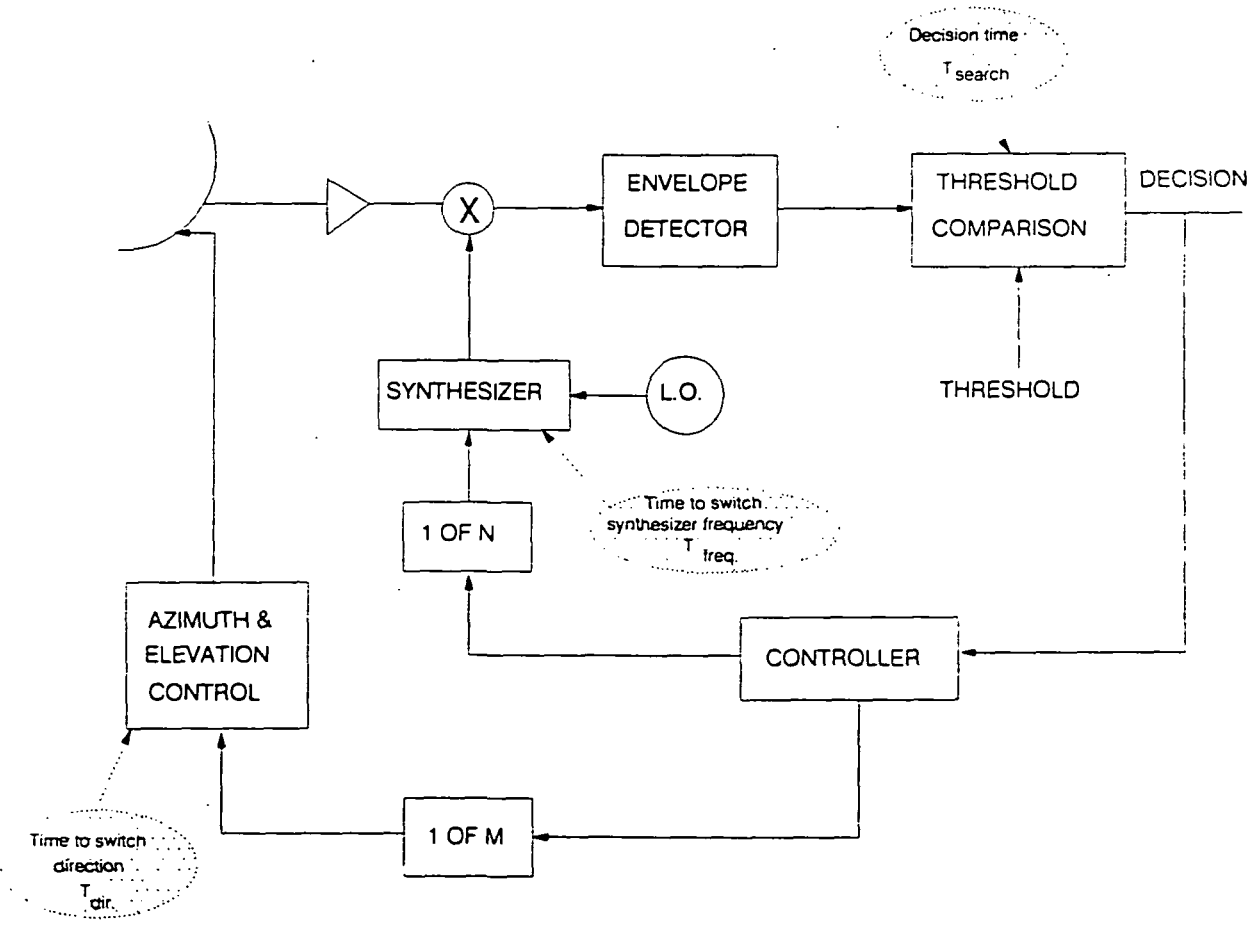 Decision time
T search
ENVELOPE
DETECTOR
THRESHOLD
COMPARISON
DECISION
X
SYNTHESIZER
L.O.
THRESHOLD
1 OF N
Time to switch
synthesizer frequency
T freq.
AZIMUTH &
ELEVATION
CONTROL
CONTROLLER
1 OF M
Time to switch
direction
T dir.